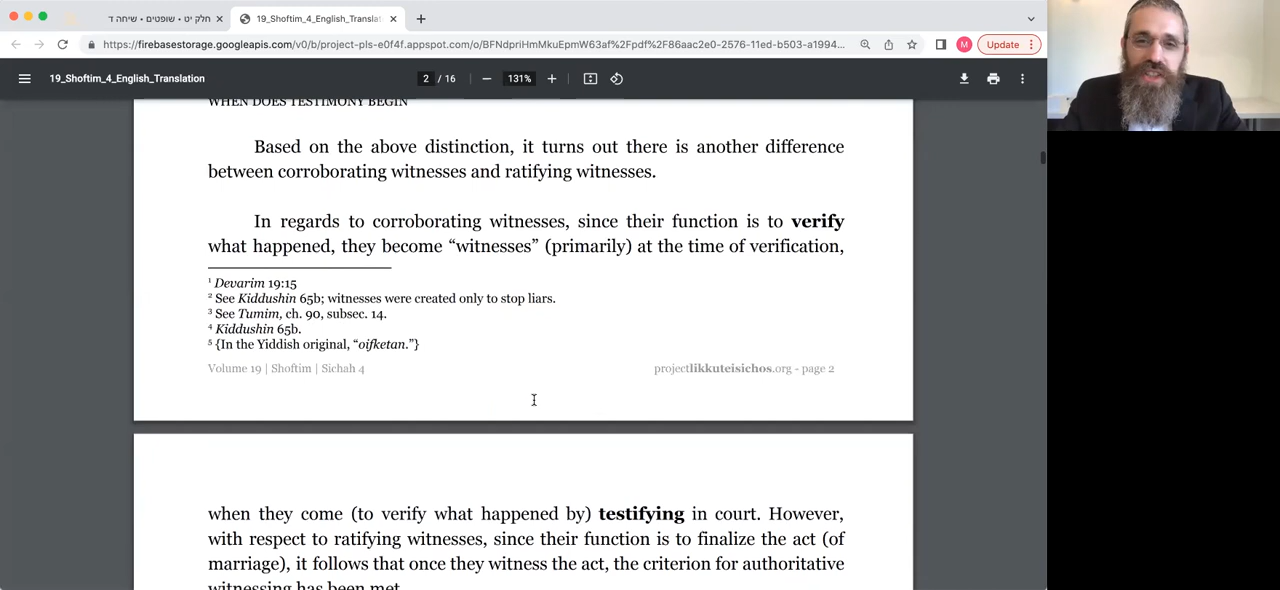 חלק יט • שופטים • שיחה ד
19_Shoftim_4_English_Transla
https://firebasestorage.googleapis.com/v0/b/project-pls-e0f4f.appspot.com/o/BFNdpriHmMkuEpmW63af%2Fpdf%2F86aac2e0-2576-11ed-b503-a1994...
M
Update
19_Shoftim_4_English_Translation
2 / 16
131%
WHEN DOES TESTIMONY BEGIN
Based on the above distinction, it turns out there is another difference
between corroborating witnesses and ratifying witnesses.
In regards to corroborating witnesses, since their function is to verify
what happened, they become “witnesses” (primarily) at the time of verification,
1 Devarim 19:15
2 See Kiddushin 65b; witnesses were created only to stop liars.
3 See Tumim, ch. 90, subsec. 14.
4 Kiddushin 65b.
5 {In the Yiddish original, “oifketan.”}
Volume 19 | Shoftim | Sichah 4
projectlikkuteisichos.org - page 2
when they come (to verify what happened by) testifying in court. However,
with respect to ratifying witnesses, since their function is to finalize the act (of
marriage), it follows that once they witness the act, the criterion for authoritative
witnessing has been met.